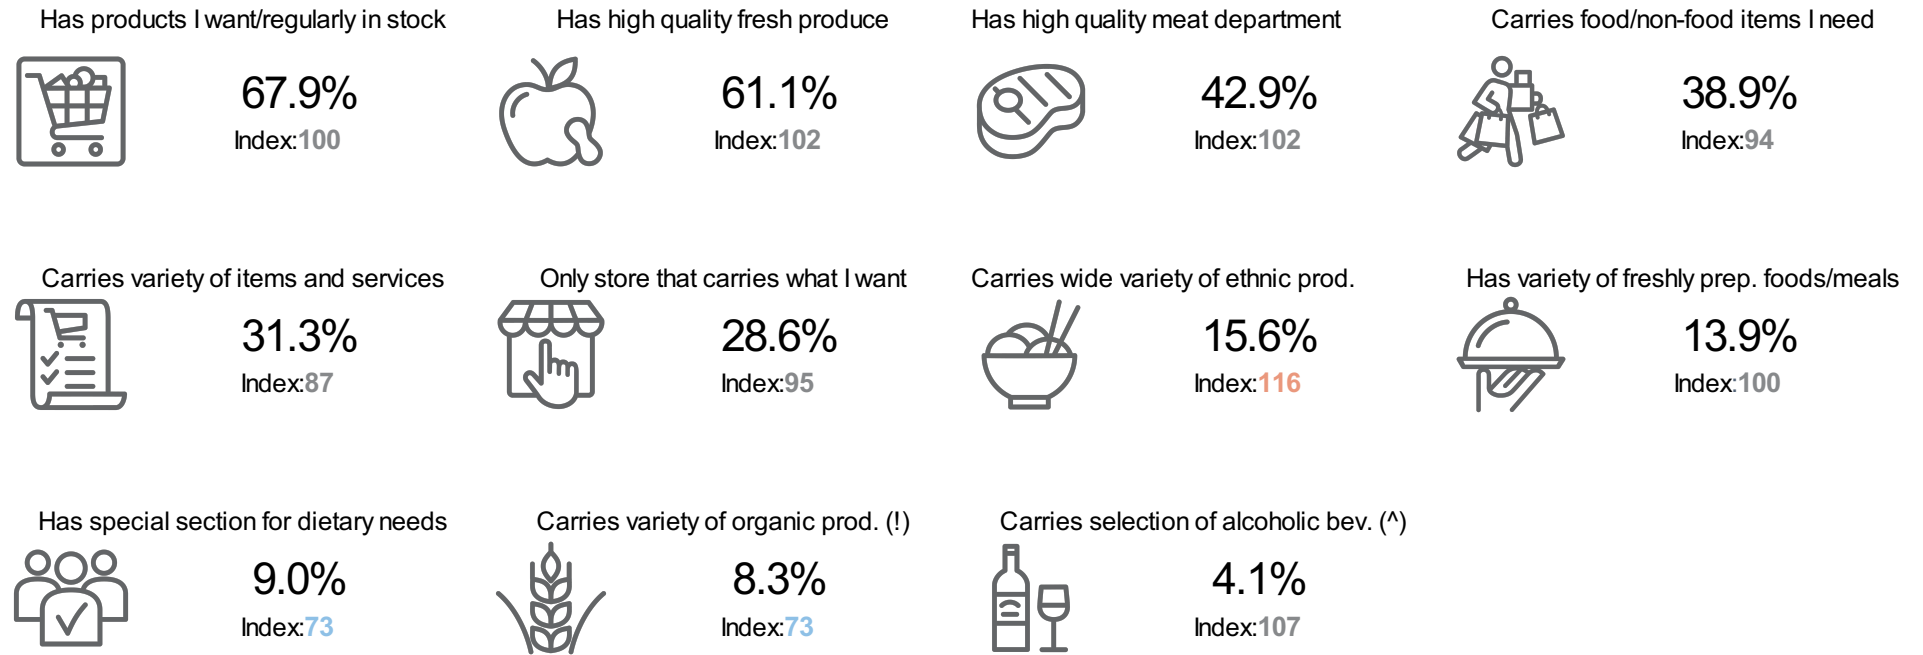 Has products I want/regularly in stock
67.9%
Index:100
Has high quality fresh produce
61.1%
Index:102
Has high quality meat department
42.9%
Index:102
Carries food/non-food items I need
38.9%
Index:94
Carries variety of items and services
31.3%
Index:87
Only store that carries what I want
28.6%
Index:95
Carries wide variety of ethnic prod.
15.6%
Index:116
Has variety of freshly prep. foods/meals
13.9%
Index:100
Has special section for dietary needs
9.0%
Index:73
Carries variety of organic prod. (!)
8.3%
Index:73
Carries selection of alcoholic bev. (^)
4.1%
Index:107